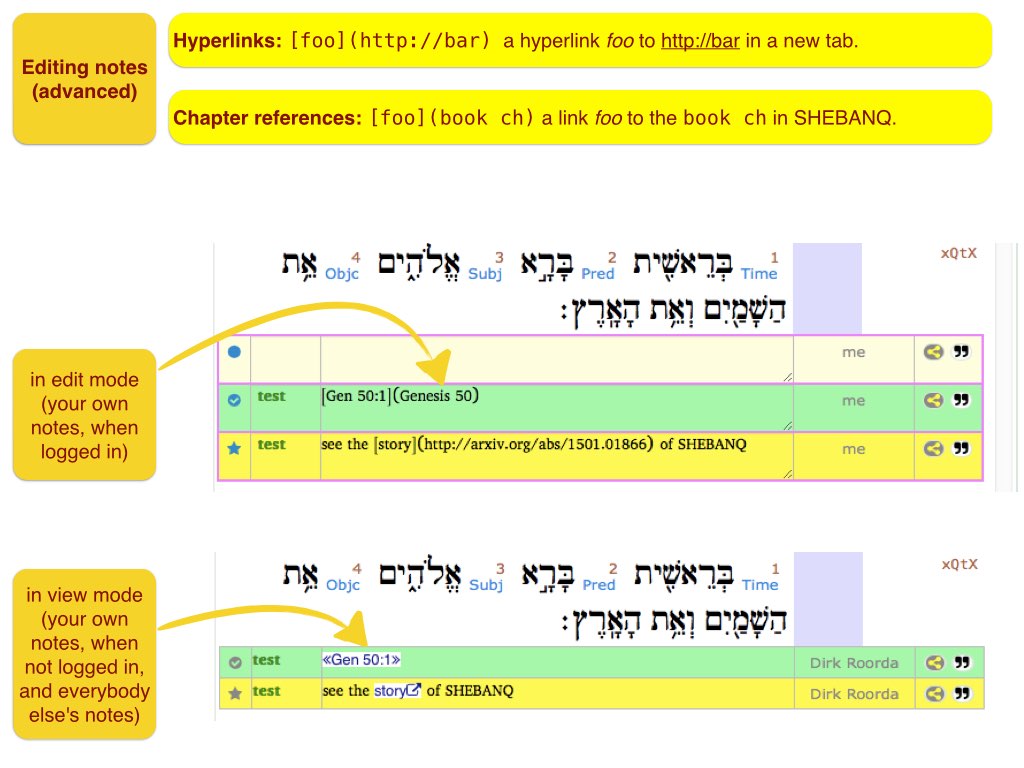 Editing notes
(advanced)
Hyperlinks: [foo](http://bar) a hyperlink foo to http://bar in a new tab.
Chapter references: [foo](book ch) a link foo to the book ch in SHEBANQ.
in edit mode
(your own
notes, when
logged in)
xQtX
1 Time בְּרֵאשִׁ֖ית 2 Pred בָּרָ֣א 3 Subj אֱלֹהִ֑ים 4 Objc אֵ֥ת
הַשָּׁמַ֖יִם וְאֵ֥ת הָאָֽרֶץ׃
me
test [Gen 50:1](Genesis 50) me
test see the [story](http://arxiv.org/abs/1501.01866) of SHEBANQ me
in view mode
(your own
notes, when
not logged in,
and everybody
else's notes)
xQtX
1 Time בְּרֵאשִׁ֖ית 2 Pred בָּרָ֣א 3 Subj אֱלֹהִ֑ים 4 Objc אֵ֥ת
הַשָּׁמַ֖יִם וְאֵ֥ת הָאָֽרֶץ׃
test «Gen 50:1» Dirk Roorda
test see the story of SHEBANQ Dirk Roorda